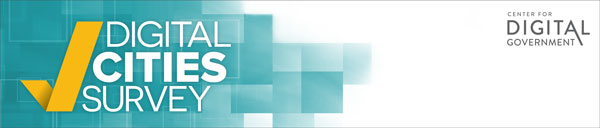 DIGITAL
CITIES
SURVEY
CENTER FOR
DIGITAL
GOVERNMENT